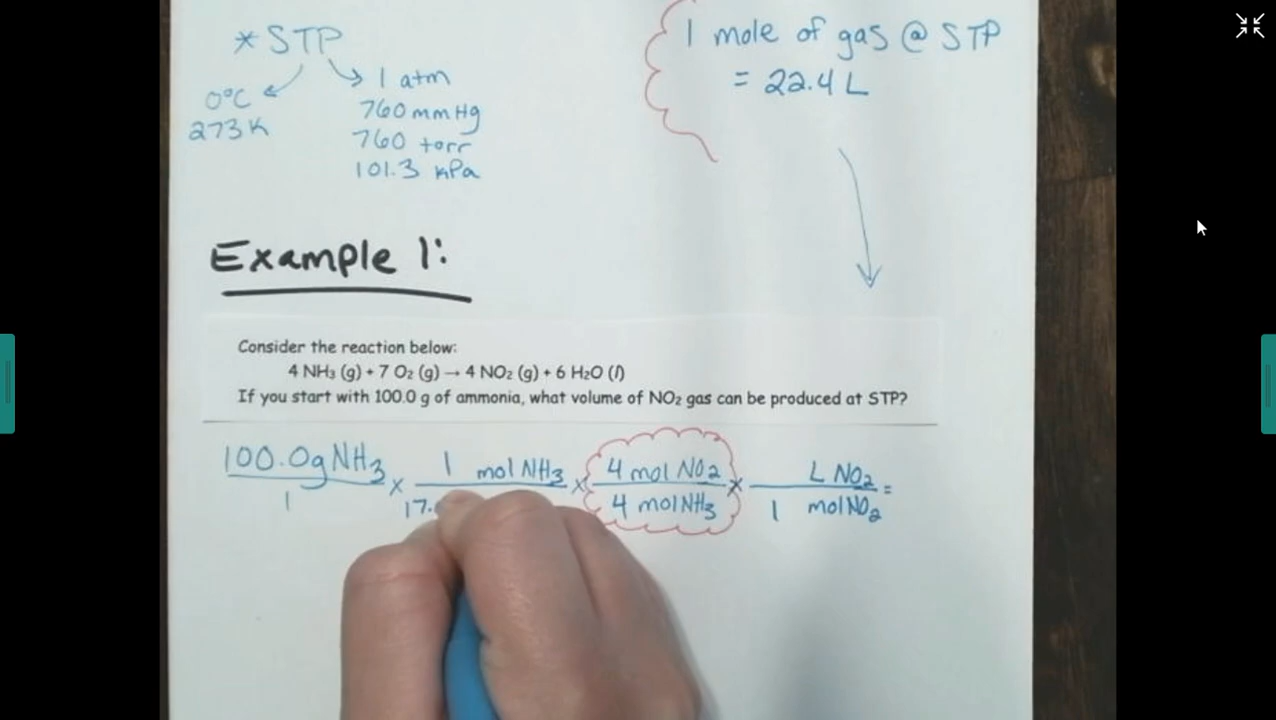 *STP
0°C
273 K
1 atm
760 mm Hg
760 torr
101.3 kPa
1 mole of gas @ STP
= 22.4 L
Example 1:
Consider the reaction below:
4 NH₃ (g) + 7 O₂ (g) → 4 NO₂ (g) + 6 H₂O (l)
If you start with 100.0 g of ammonia, what volume of NO₂ gas can be produced at STP?
100.0g NH₃ × 1 mol NH₃ × 4 mol NO₂ × L NO₂ =
1 17. 4 mol NH₃ 1 mol NO₂